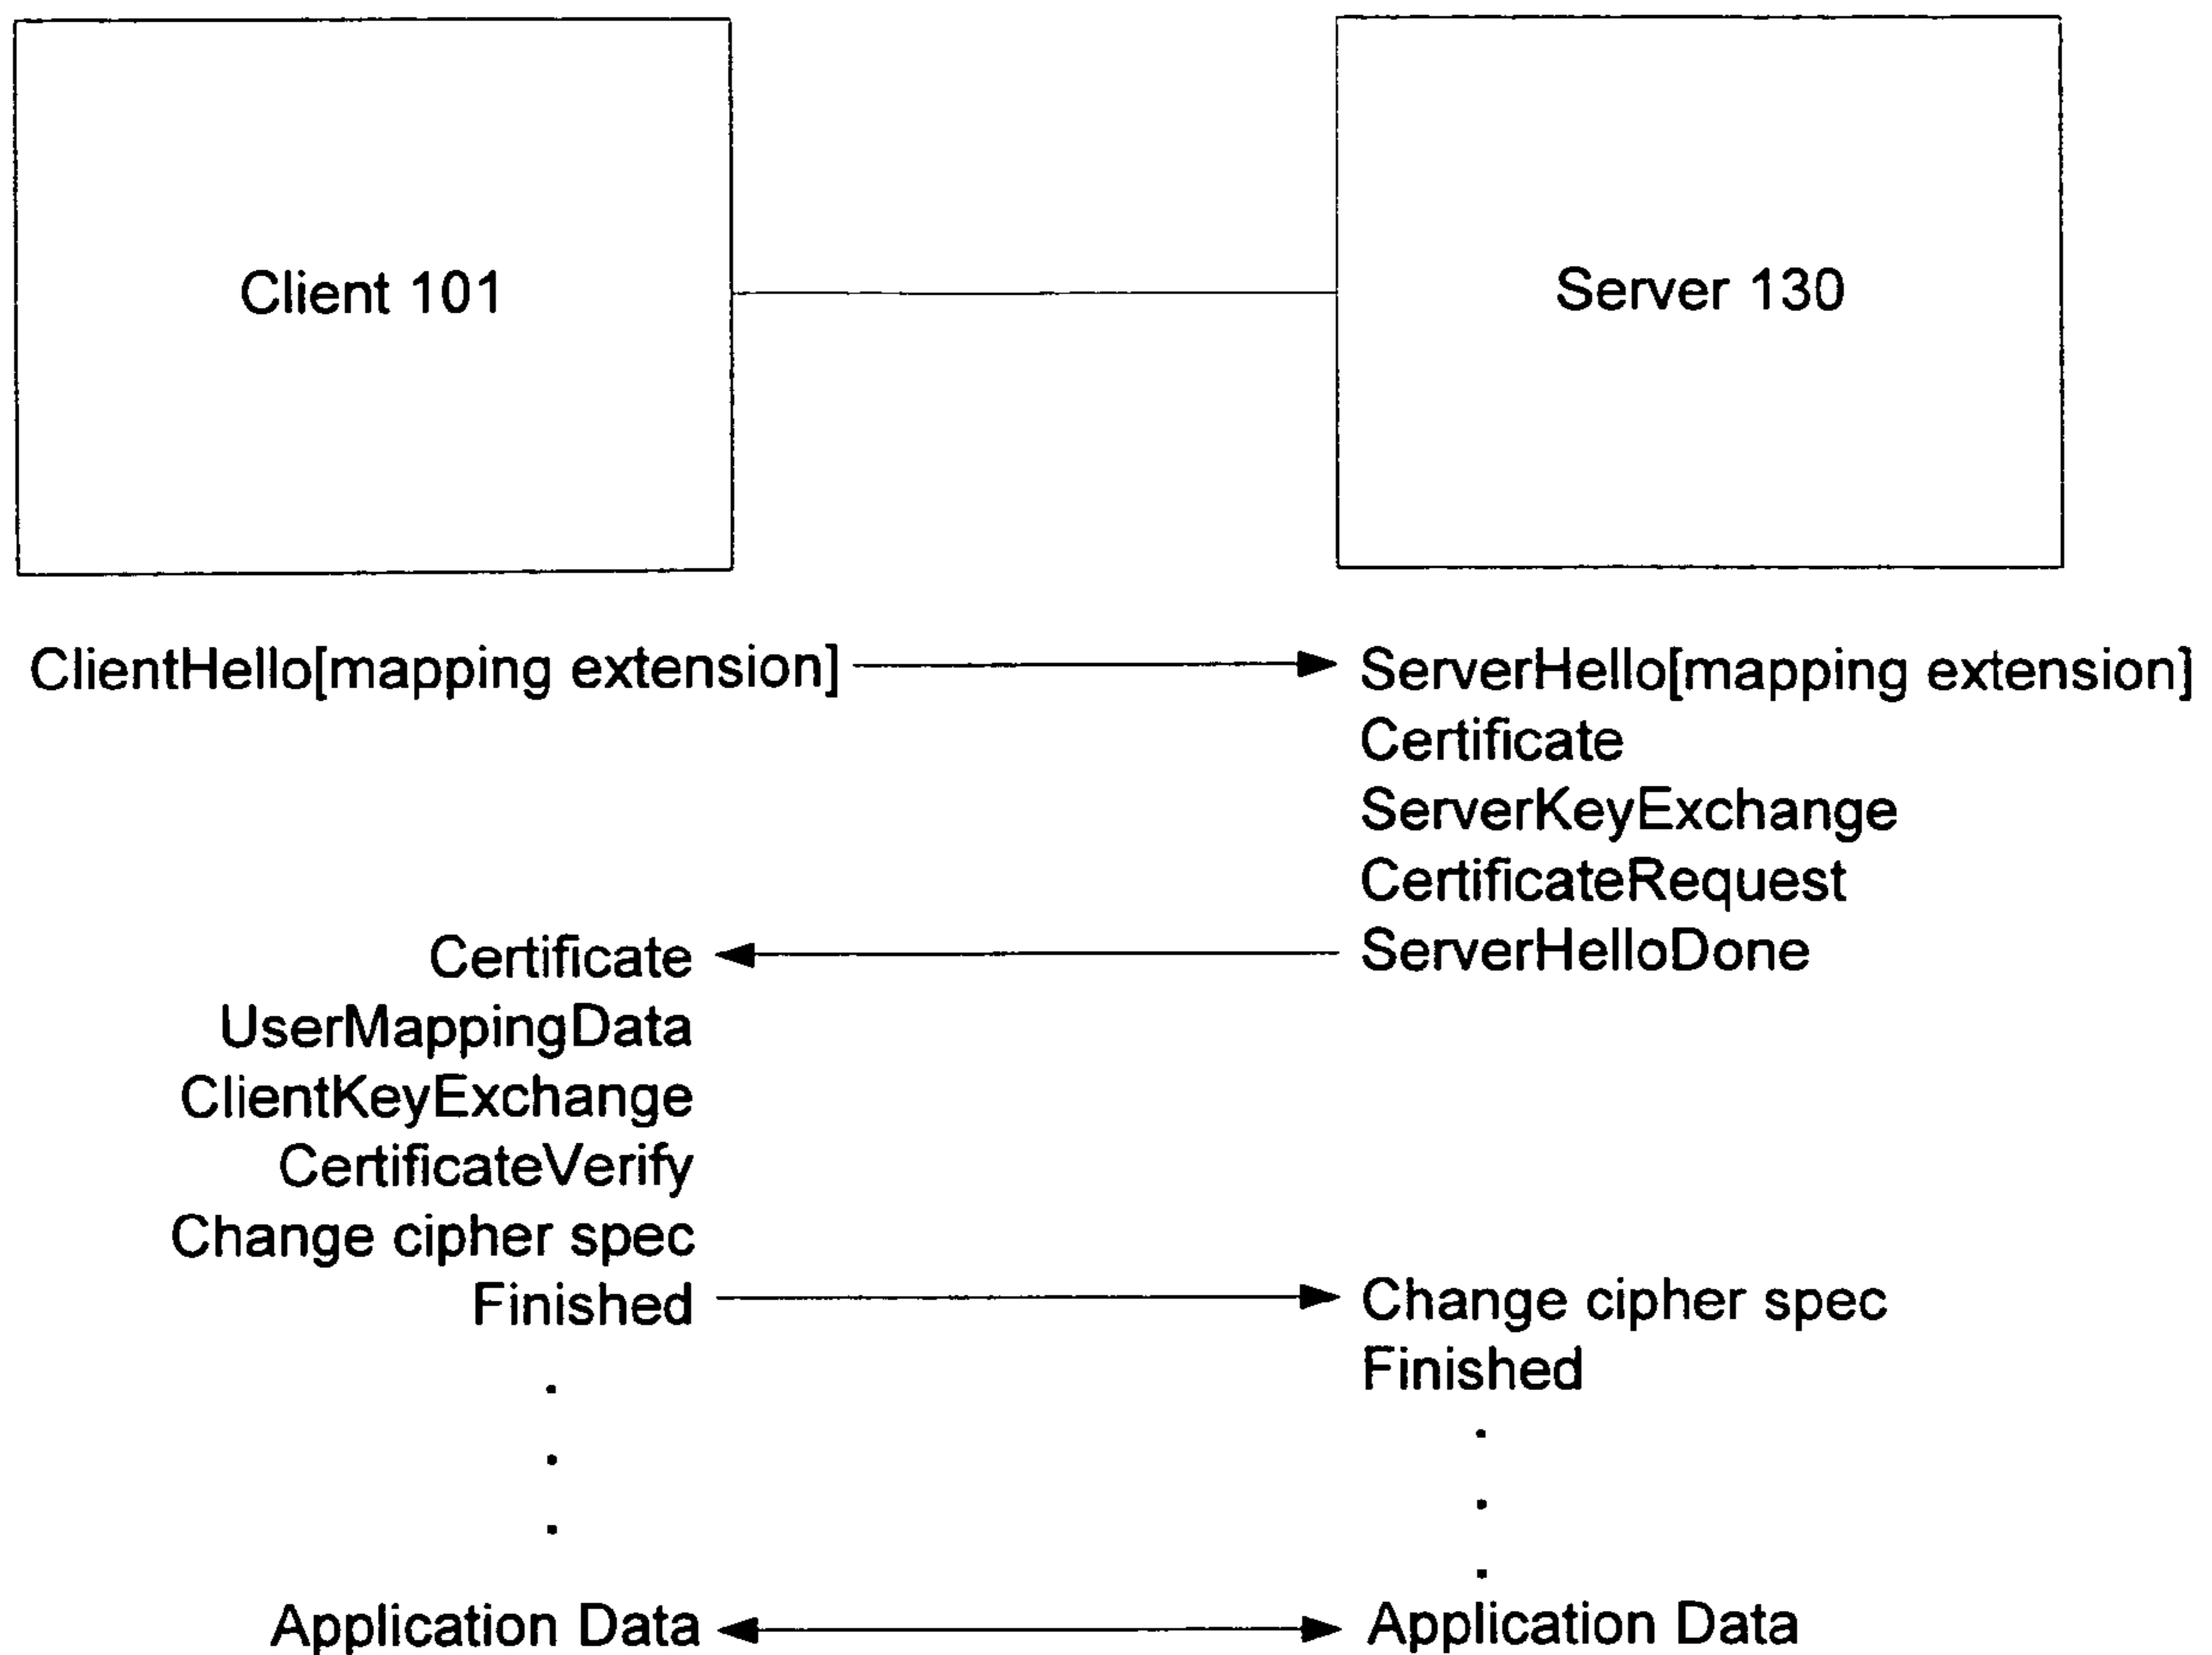 Client 101
Server 130
ClientHello[mapping extension]
ServerHello[mapping extension]
Certificate
ServerKeyExchange
CertificateRequest
ServerHelloDone
Certificate
UserMappingData
ClientKeyExchange
CertificateVerify
Change cipher spec
Finished
Change cipher spec
Finished
Application Data
Application Data